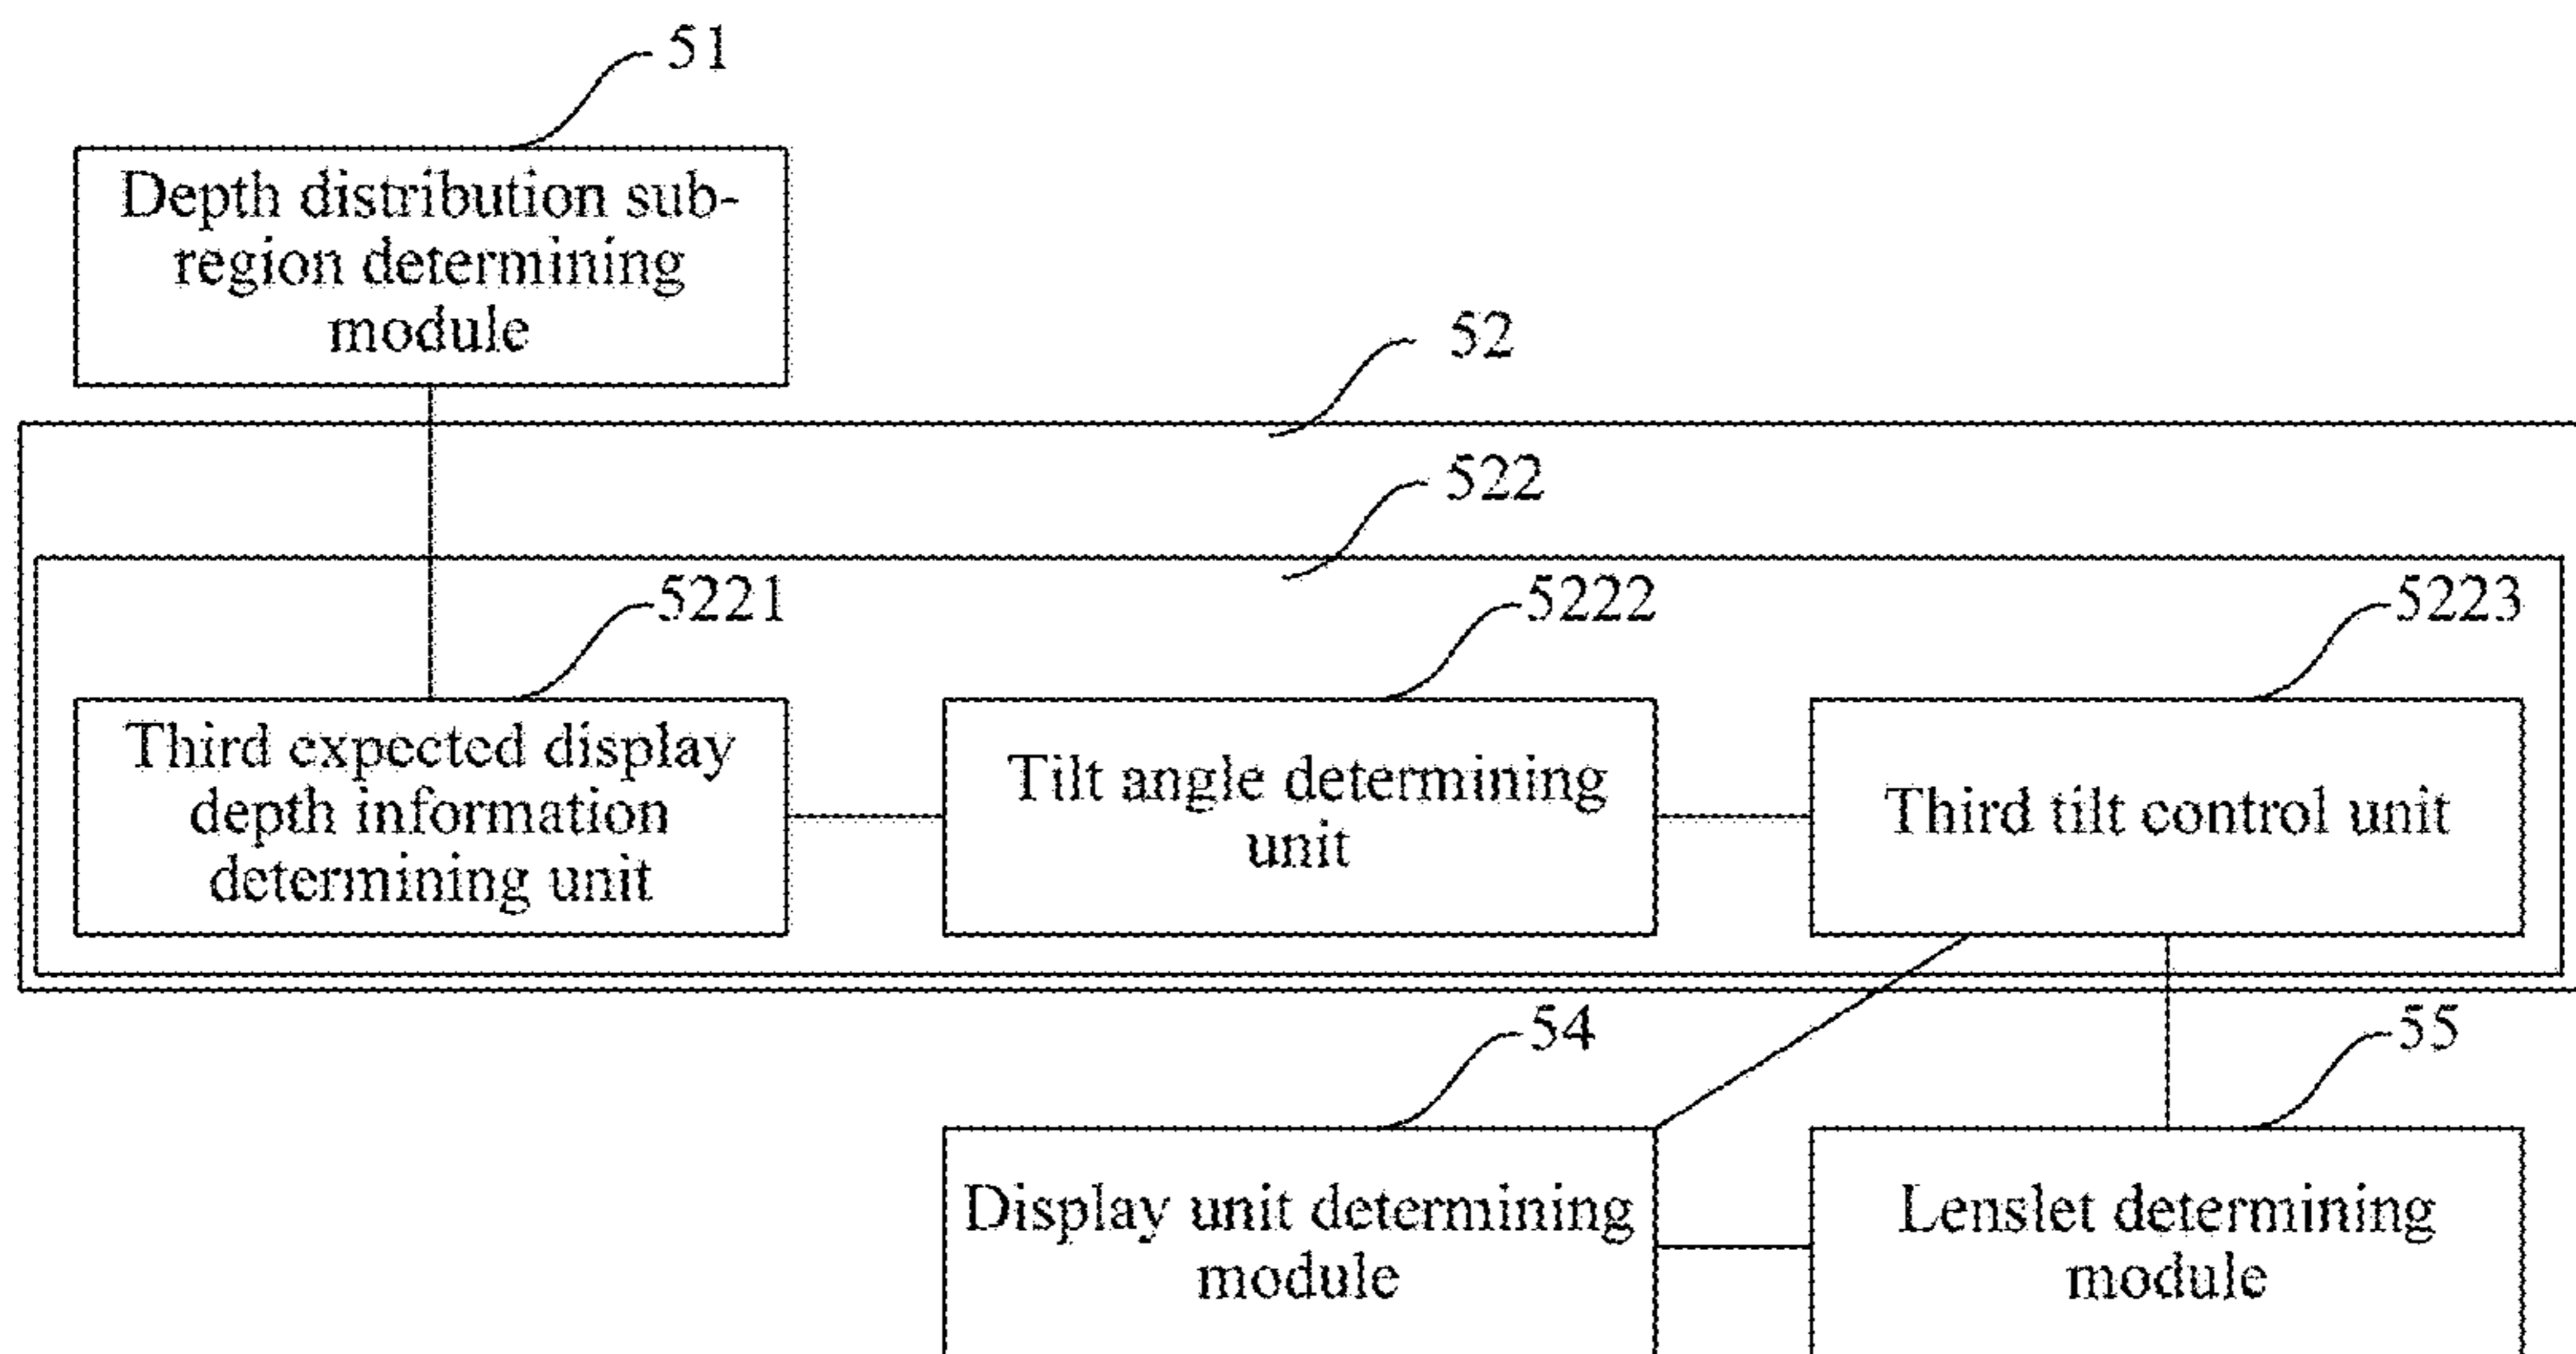 51
Depth distribution sub-
region determining
module
52
522
5221
5222
5223
Third expected display
depth information
determining unit
Tilt angle determining
unit
Third tilt control unit
54
55
Display unit determining
module
Lenslet determining
module